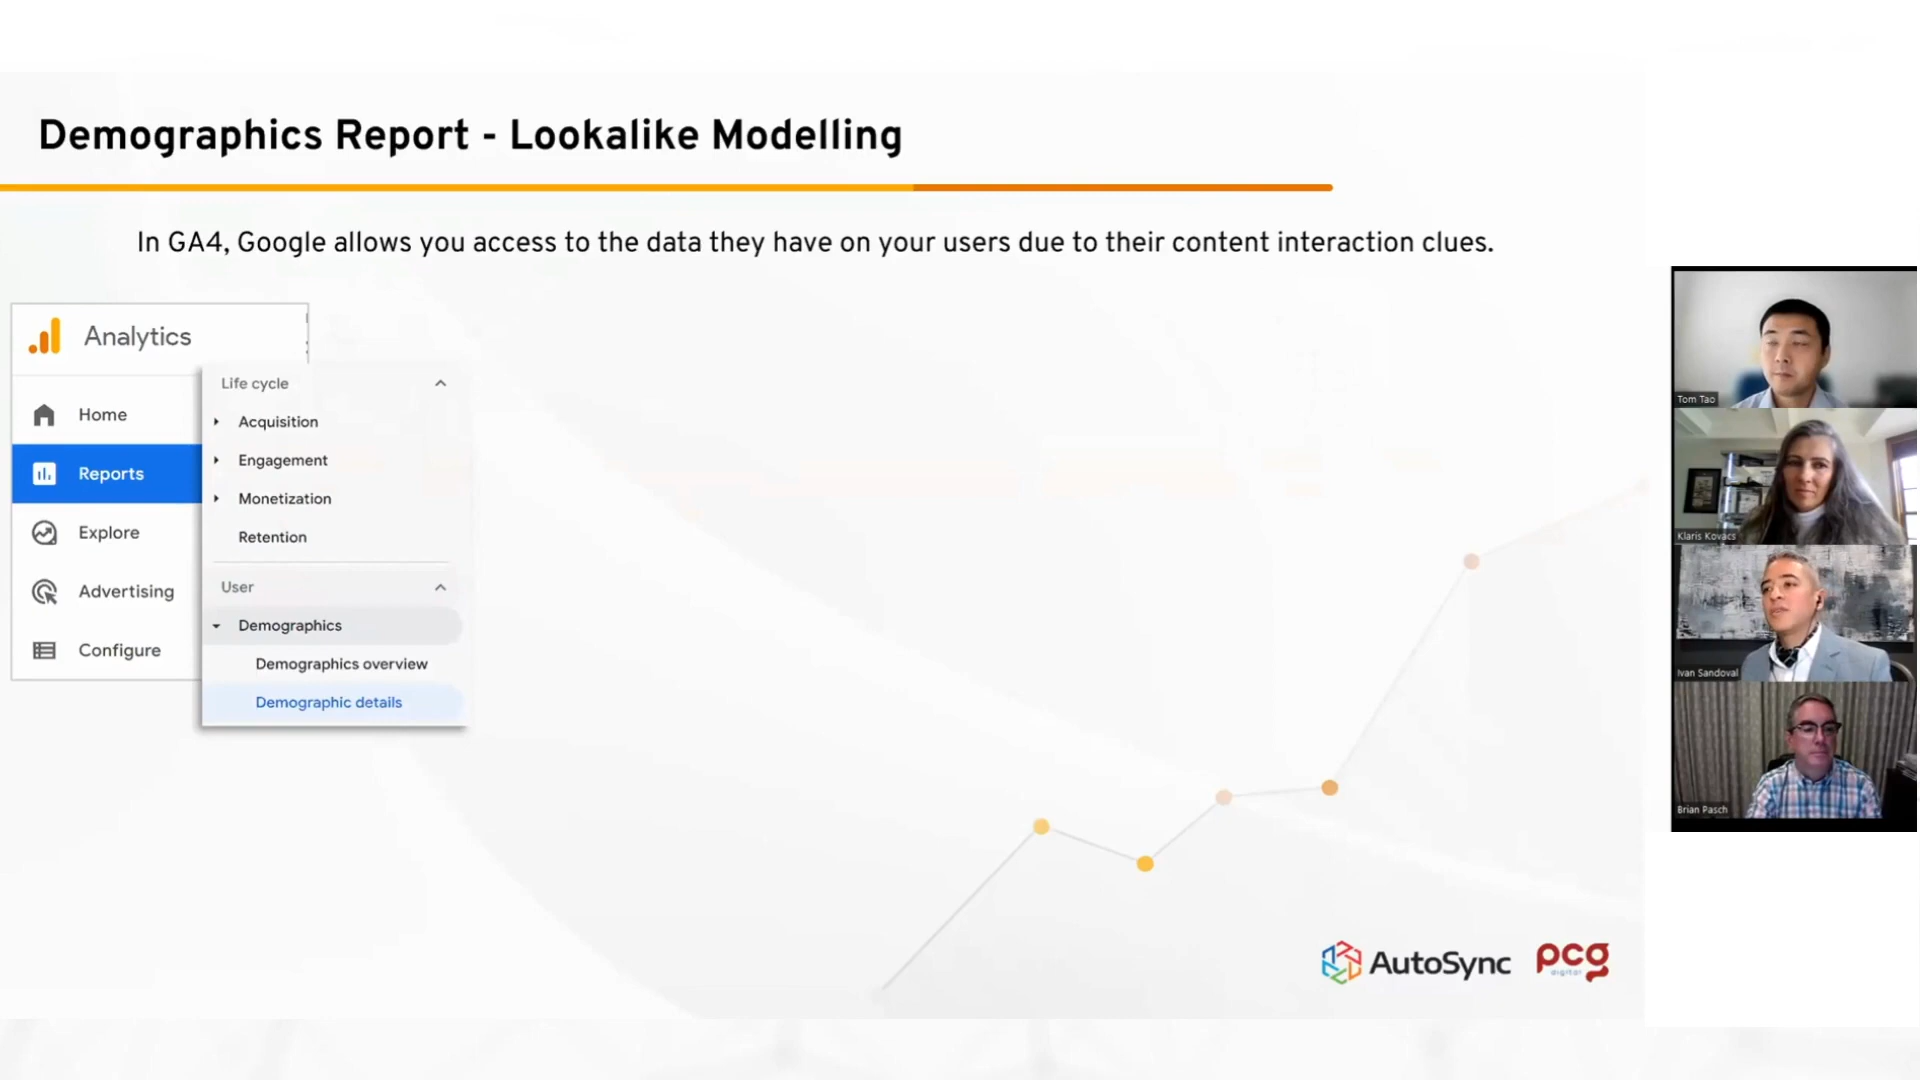 Demographics Report - Lookalike Modelling
In GA4, Google allows you access to the data they have on your users due to their content interaction clues.
Analytics
Home
Reports
Explore
Advertising
Configure
Life cycle
Acquisition
Engagement
Monetization
Retention
User
Demographics
Demographics overview
Demographic details
Tom Tao
Klaris Kovacs
Ivan Sandoval
Brian Pasch
AutoSync
pcg
digital